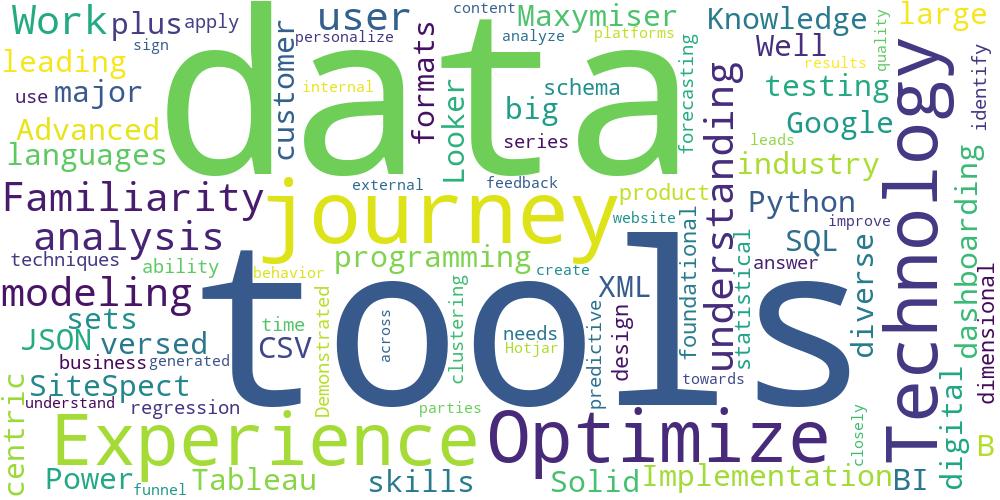 Work
plus
apply
sign
user
personalize
content
analyze
Maxymiser
platforms
Knowledge
large
leading
use
major
data
customer
internal
formats
Looker
big
schema
series
forecasting
Well
results
quality
testing
Google
leads
industry
identify
Advanced
languages
Familiarity
analysis
techniques
ability
external
feedback
journey
product
website
understanding
Python
improve
SQL
answer
Technology
dashboarding
modeling
behavior
programming
create
XML
foundational
statistical
diverse
dimensional
sets
JSON
versed
business
generated
time
CSV
Demonstrated
across
clustering
tools
needs
Hotjar
predictive
design
towards
SiteSpect
understand
regression
parties
centric
Experience
Optimize
closely
digital
B
Power
funnel
Tableau
skills
Solid
Implementation
BI